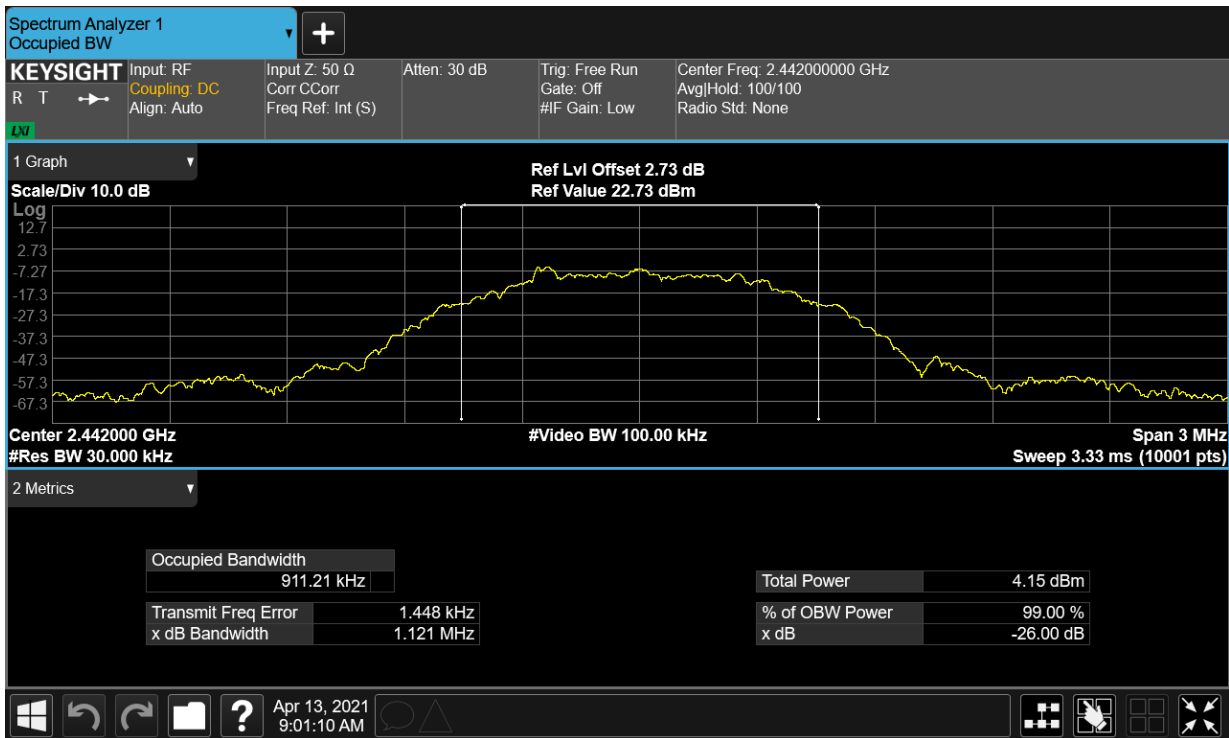 Spectrum Analyzer 1
Occupied BW
▼
+
KEYSIGHT
R T
LXI
Input: RF
Coupling: DC
Align: Auto
Input Z: 50 Ω
Corr CCorr
Freq Ref: Int (S)
Atten: 30 dB
Trig: Free Run
Gate: Off
#IF Gain: Low
Center Freq: 2.442000000 GHz
Avg|Hold: 100/100
Radio Std: None
1 Graph ▼
Scale/Div 10.0 dB
Ref Lvl Offset 2.73 dB
Ref Value 22.73 dBm
Log
12.7
2.73
-7.27
-17.3
-27.3
-37.3
-47.3
-57.3
-67.3
Center 2.442000 GHz
#Res BW 30.000 kHz
#Video BW 100.00 kHz
Span 3 MHz
Sweep 3.33 ms (10001 pts)
2 Metrics ▼
Occupied Bandwidth
911.21 kHz
Transmit Freq Error 1.448 kHz
x dB Bandwidth 1.121 MHz
Total Power 4.15 dBm
% of OBW Power 99.00 %
x dB -26.00 dB
?
Apr 13, 2021
9:01:10 AM